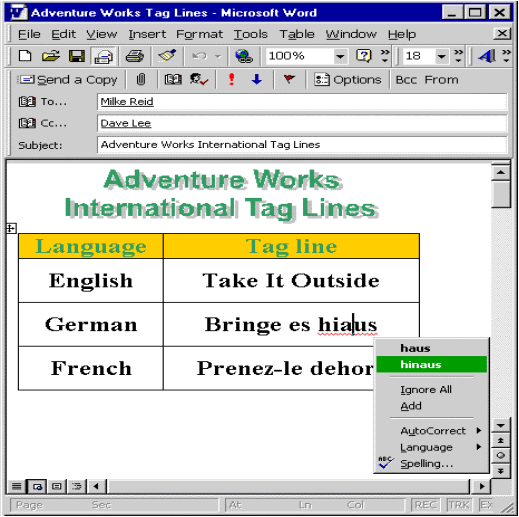 Adventure Works Tag Lines - Microsoft Word
File Edit View Insert Format Tools Table Window Help
100% 18
Send a Copy Options Bcc From
To... Milke Reid
Cc... Dave Lee
Subject: Adventure Works International Tag Lines
Adventure Works
International Tag Lines
Language Tag line
English Take It Outside
German Bringe es hiaus
French Prenez-le dehor
haus
hinaus
Ignore All
Add
AutoCorrect
Language
Spelling...
Page Sec At Ln Col REC TRK EX